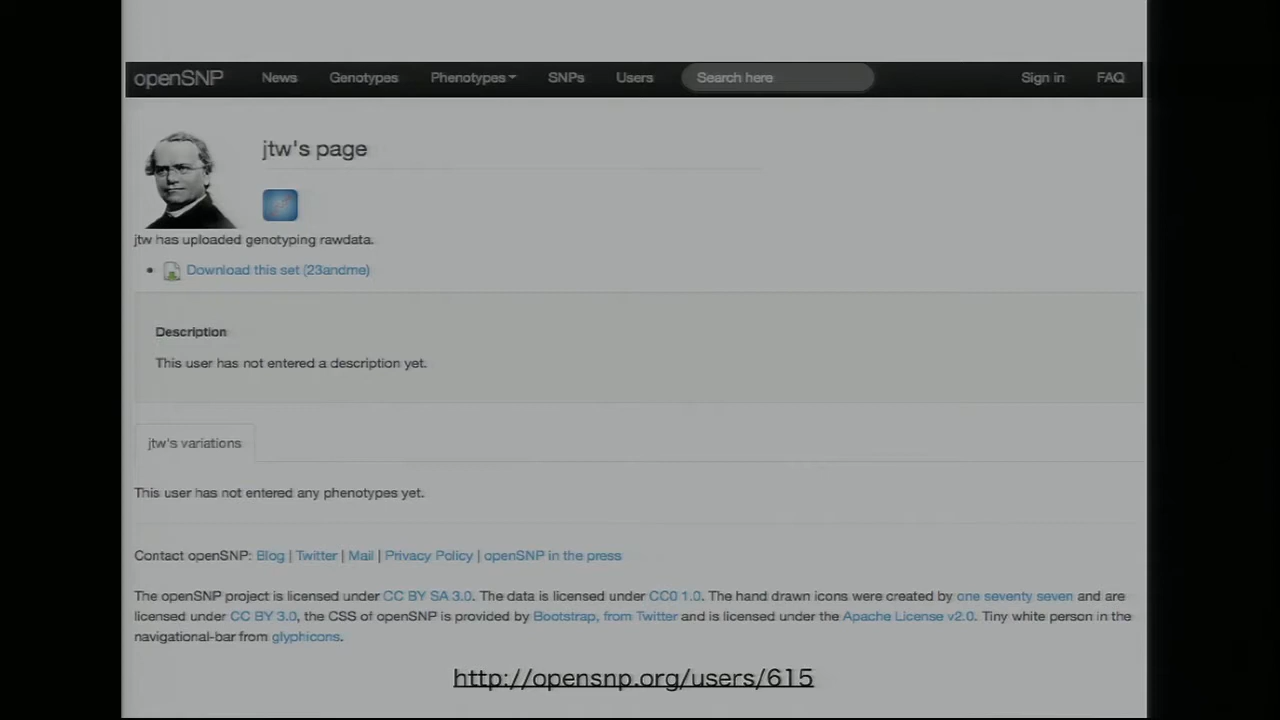 openSNP News Genotypes Phenotypes SNPs Users Search here Sign in FAQ
jtw's page
jtw has uploaded genotyping rawdata.
Download this set (23andme)
Description
This user has not entered a description yet.
jtw's variations
This user has not entered any phenotypes yet.
Contact openSNP: Blog | Twitter | Mail | Privacy Policy | openSNP in the press
The openSNP project is licensed under CC BY SA 3.0. The data is licensed under CC0 1.0. The hand drawn icons were created by one seventy seven and are
licensed under CC BY 3.0, the CSS of openSNP is provided by Bootstrap, from Twitter and is licensed under the Apache License v2.0. Tiny white person in the
navigational-bar from glyphicons.
http://opensnp.org/users/615